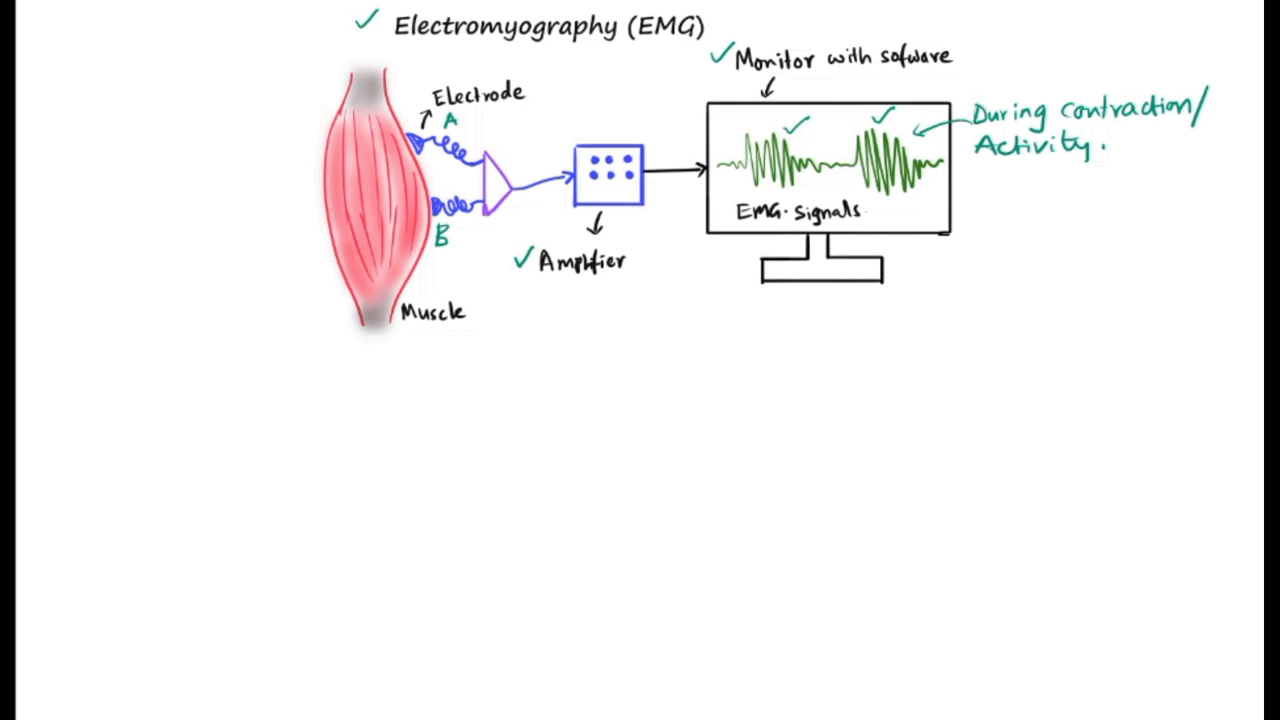 ✓ Electromyography (EMG)
✓ Monitor with sofware
Electrode
A
During contraction/
Activity.
EMG. signals.
B
✓ Amplifier
Muscle